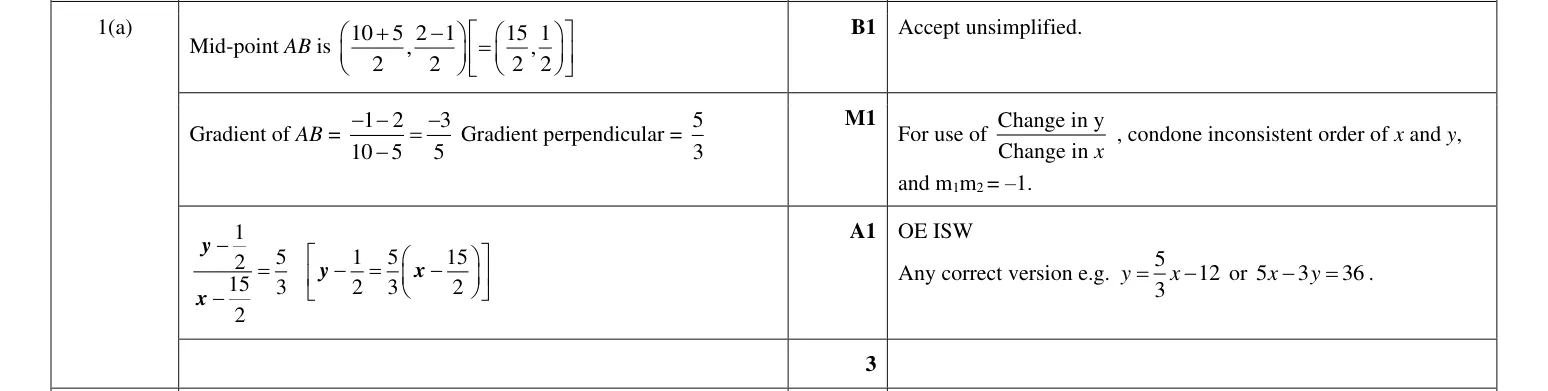 1(a)
Mid-point AB is ((10+5)/2, (2−1)/2) [= (15/2, 1/2)]
B1
Accept unsimplified.
Gradient of AB = (−1−2)/(10−5) = −3/5 Gradient perpendicular = 5/3
M1
For use of (Change in y)/(Change in x) , condone inconsistent order of x and y,
and m₁m₂ = –1.
(y − 1/2)/(x − 15/2) = 5/3 [y − 1/2 = 5/3(x − 15/2)]
A1
OE ISW
Any correct version e.g. y = 5/3 x − 12 or 5x − 3y = 36 .
3